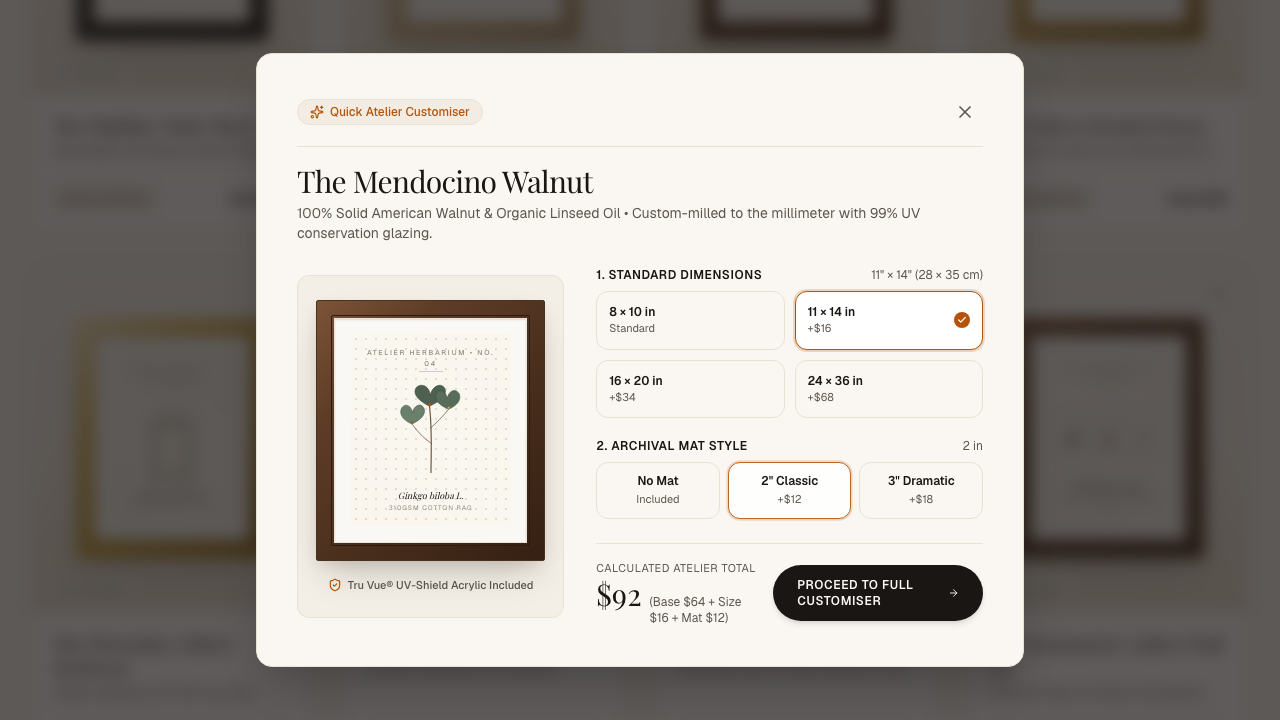 Quick Atelier Customiser
The Mendocino Walnut
100% Solid American Walnut & Organic Linseed Oil • Custom-milled to the millimeter with 99% UV
conservation glazing.
ATELIER HERBARIUM • NO.
04
Ginkgo biloba L.
310GSM COTTON RAG
Tru Vue® UV-Shield Acrylic Included
1. STANDARD DIMENSIONS
11" × 14" (28 × 35 cm)
8 × 10 in
Standard
11 × 14 in
+$16
16 × 20 in
+$34
24 × 36 in
+$68
2. ARCHIVAL MAT STYLE
2 in
No Mat
Included
2" Classic
+$12
3" Dramatic
+$18
CALCULATED ATELIER TOTAL
$92 (Base $64 + Size
$16 + Mat $12)
PROCEED TO FULL
CUSTOMISER